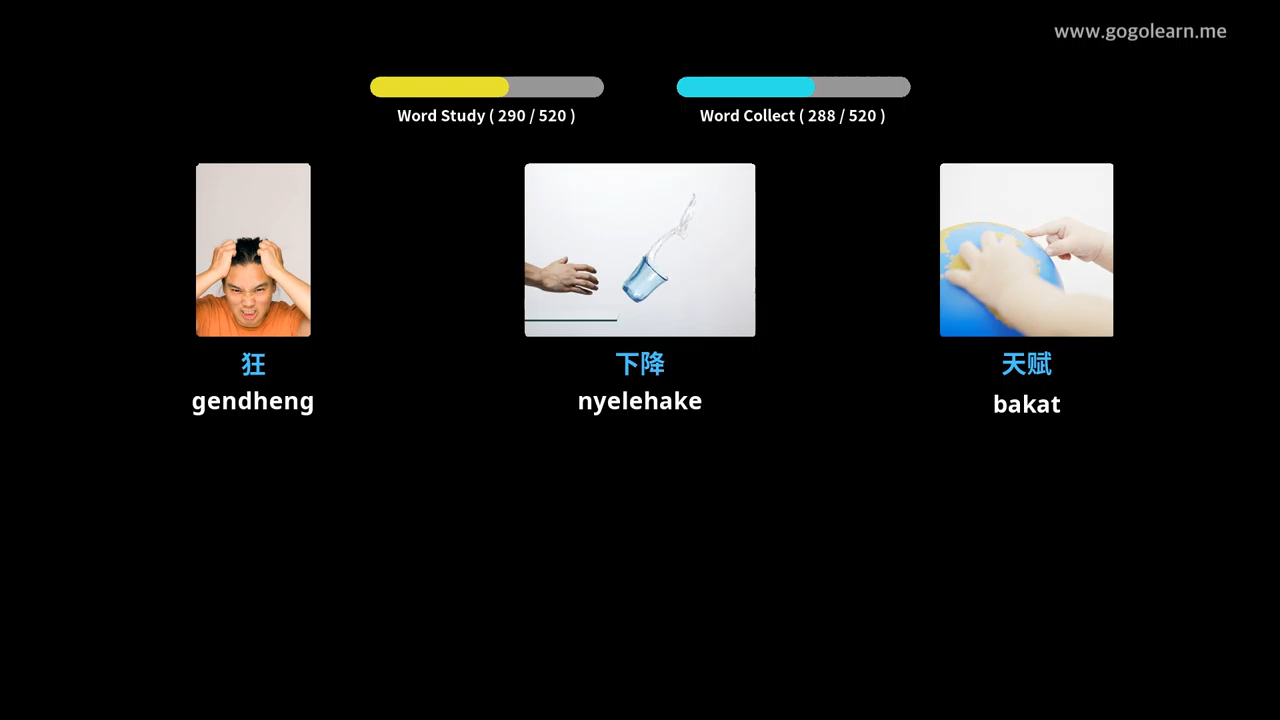 www.gogolearn.me
Word Study ( 290 / 520 )
Word Collect ( 288 / 520 )
狂
gendheng
下降
nyelehake
天赋
bakat